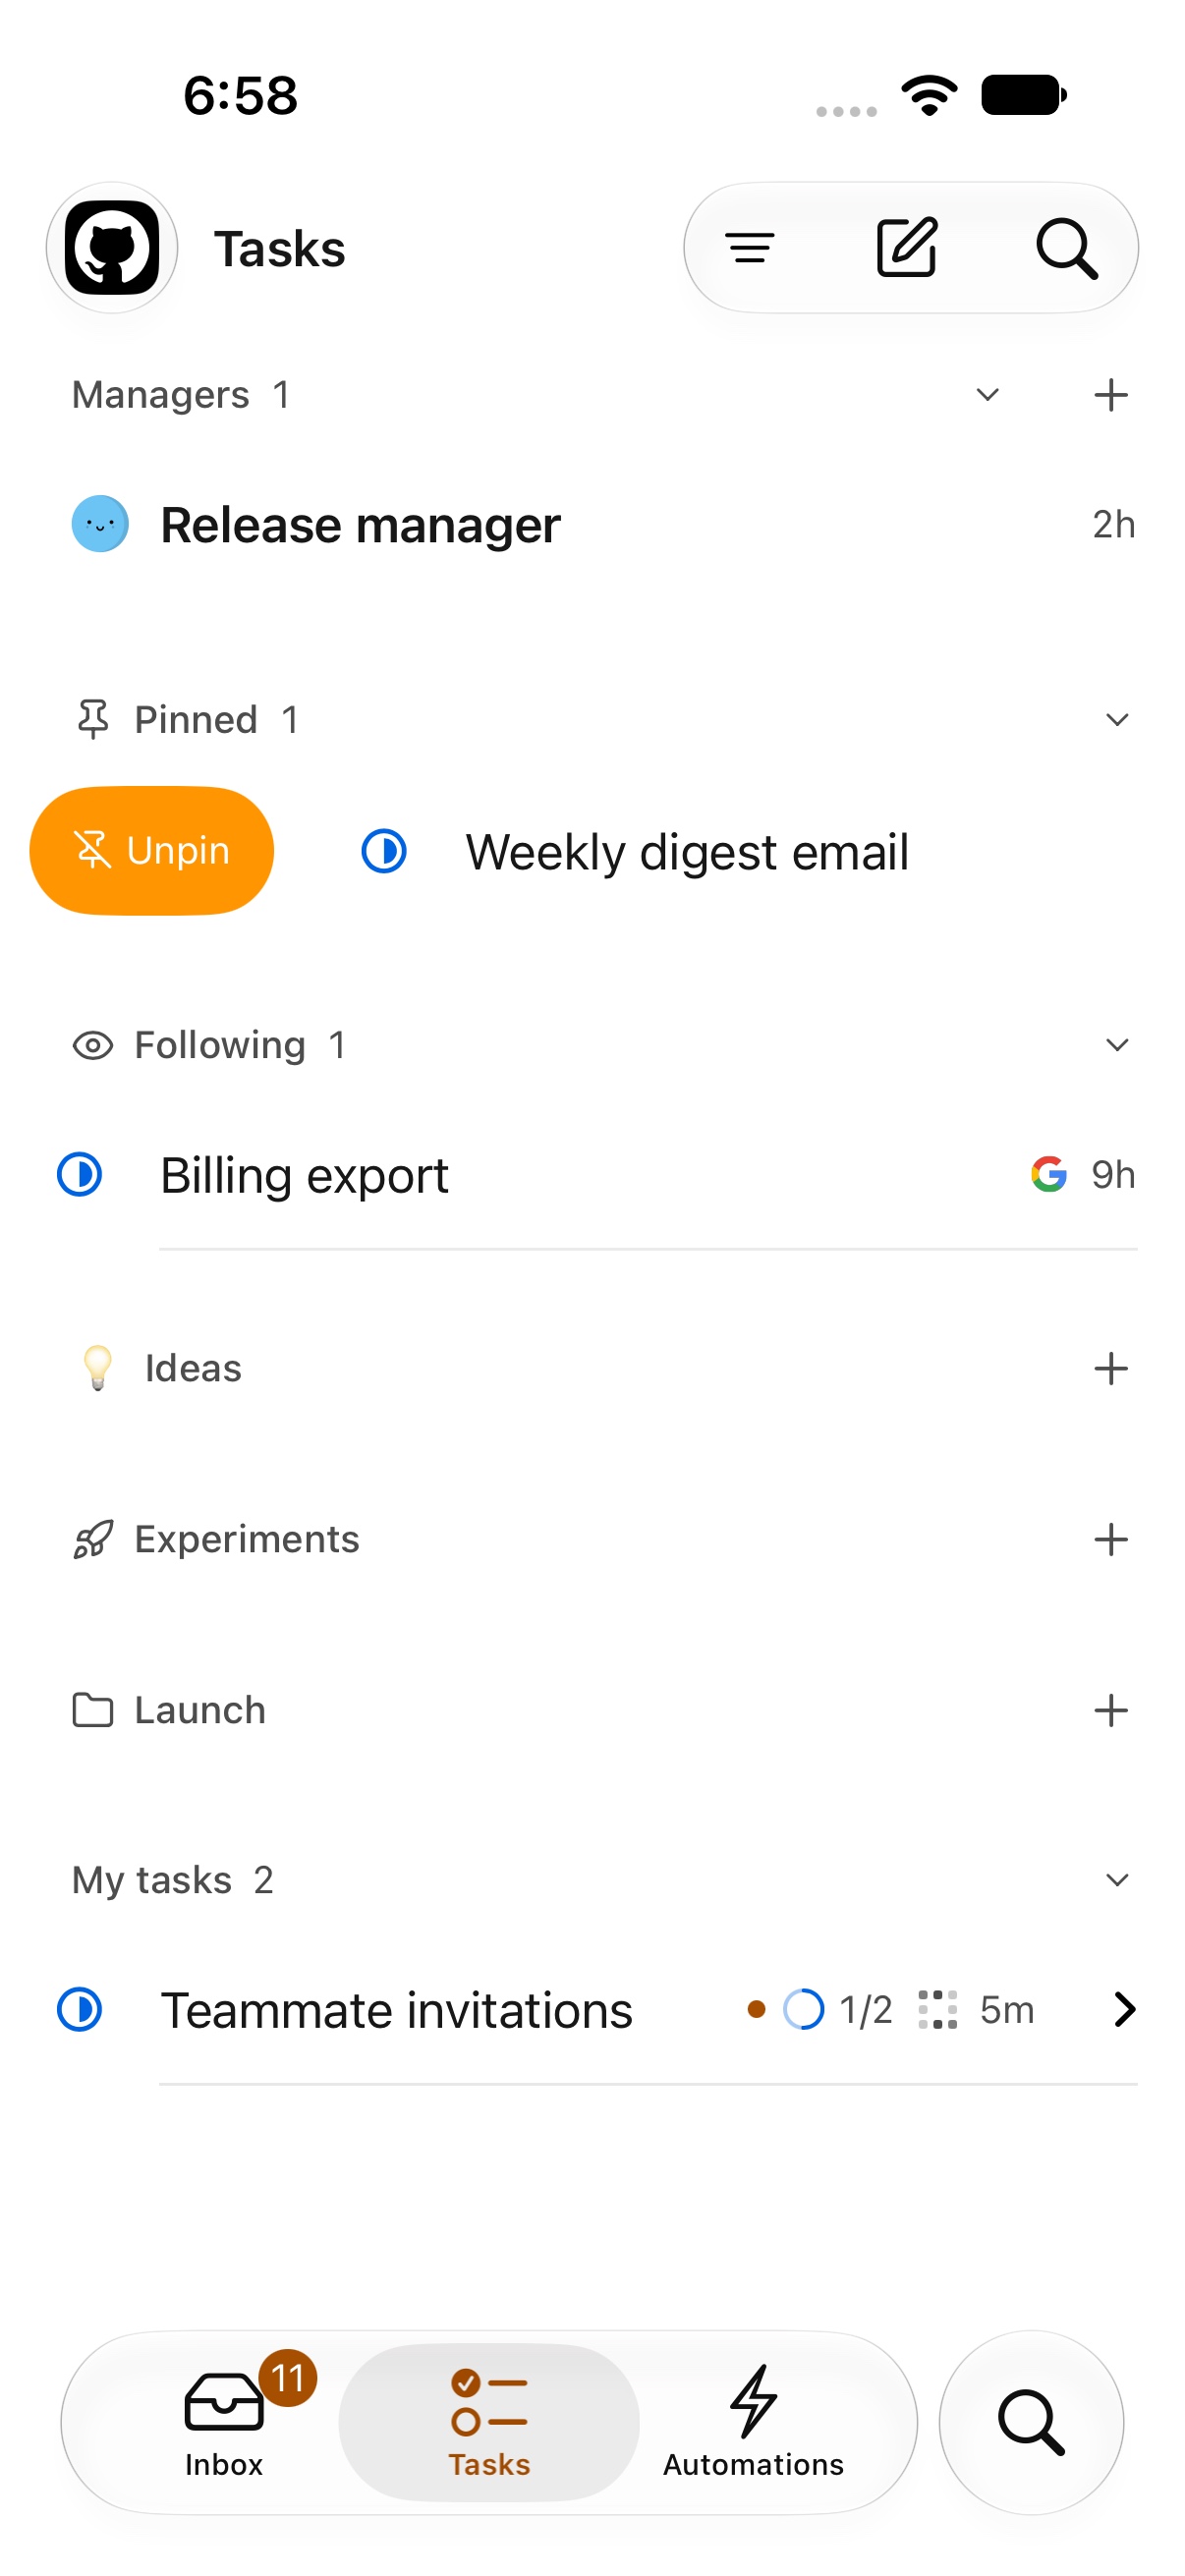 6:58
Tasks
Managers 1
Release manager 2h
Pinned 1
Unpin Weekly digest email
Following 1
Billing export 9h
Ideas
Experiments
Launch
My tasks 2
Teammate invitations 1/2 5m
11
Inbox Tasks Automations